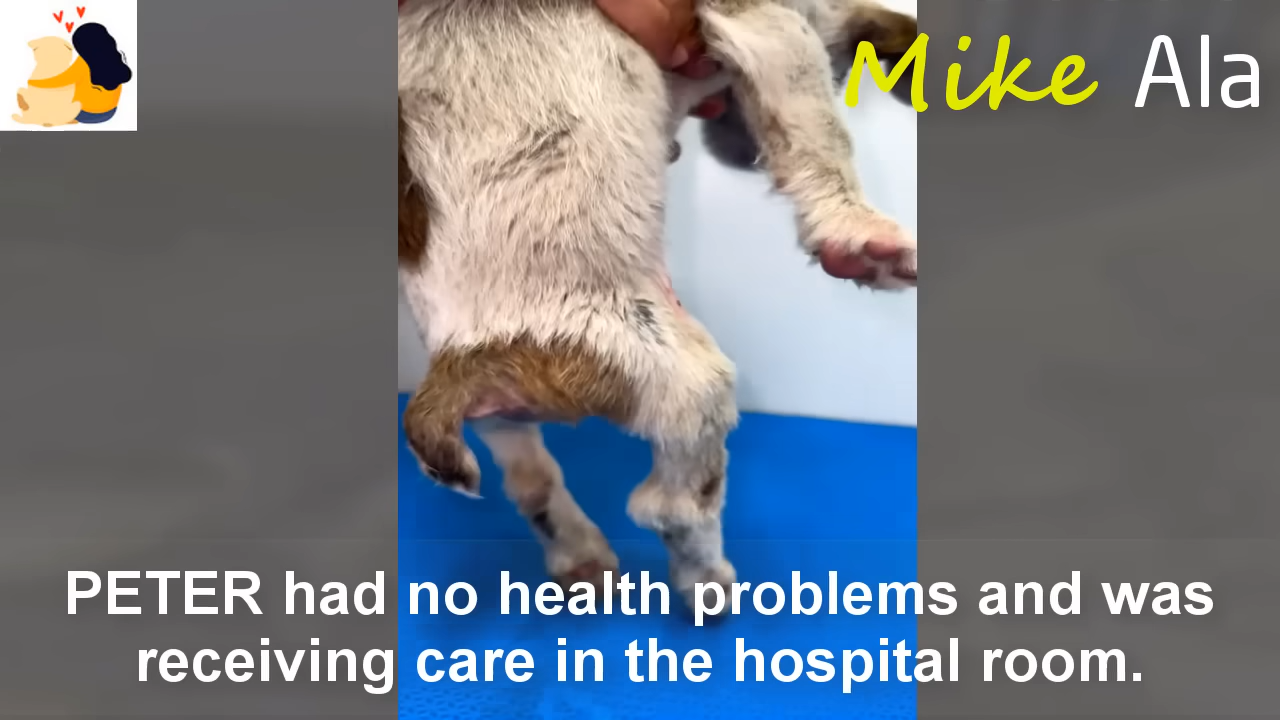 Mike Ala
PETER had no health problems and was
receiving care in the hospital room.